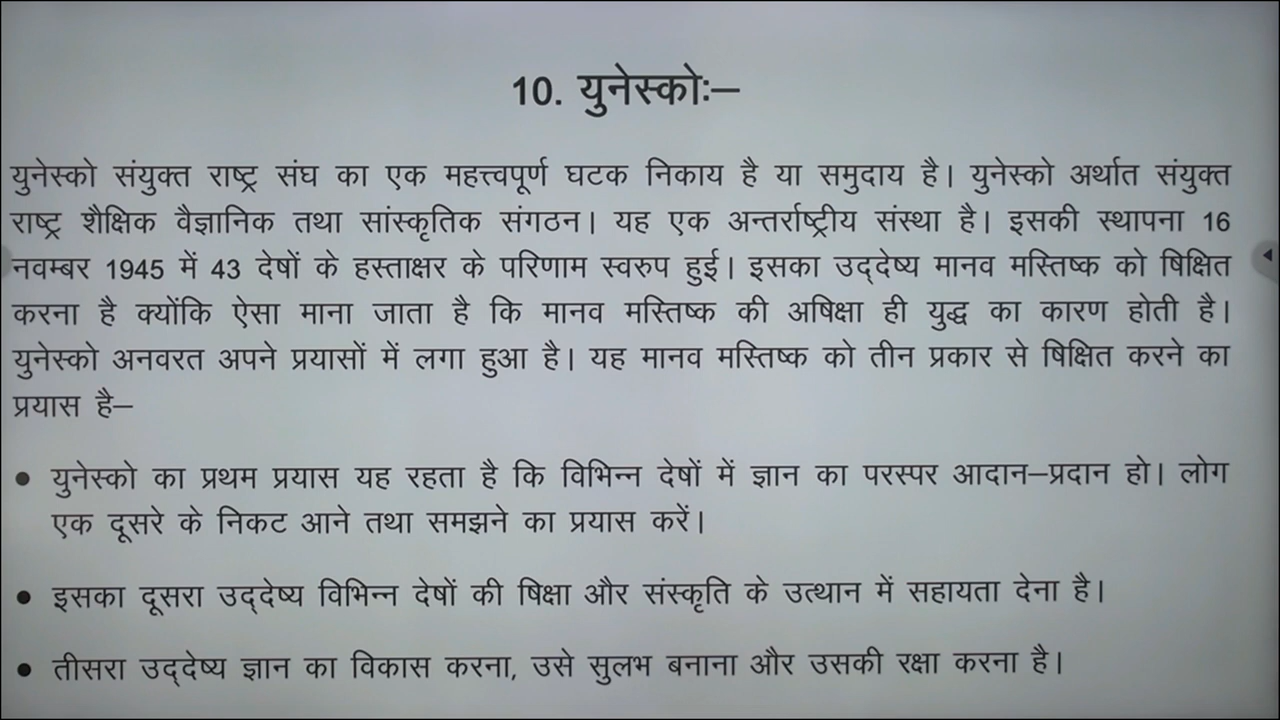 10. युनेस्कोः–
युनेस्को संयुक्त राष्ट्र संघ का एक महत्त्वपूर्ण घटक निकाय है या समुदाय है। युनेस्को अर्थात संयुक्त
राष्ट्र शैक्षिक वैज्ञानिक तथा सांस्कृतिक संगठन। यह एक अन्तर्राष्ट्रीय संस्था है। इसकी स्थापना 16
नवम्बर 1945 में 43 देषों के हस्ताक्षर के परिणाम स्वरुप हुई। इसका उद्देष्य मानव मस्तिष्क को षिक्षित
करना है क्योंकि ऐसा माना जाता है कि मानव मस्तिष्क की अषिक्षा ही युद्ध का कारण होती है।
युनेस्को अनवरत अपने प्रयासों में लगा हुआ है। यह मानव मस्तिष्क को तीन प्रकार से षिक्षित करने का
प्रयास है–
• युनेस्को का प्रथम प्रयास यह रहता है कि विभिन्न देषों में ज्ञान का परस्पर आदान–प्रदान हो। लोग
एक दूसरे के निकट आने तथा समझने का प्रयास करें।
• इसका दूसरा उद्देष्य विभिन्न देषों की षिक्षा और संस्कृति के उत्थान में सहायता देना है।
• तीसरा उद्देष्य ज्ञान का विकास करना, उसे सुलभ बनाना और उसकी रक्षा करना है।